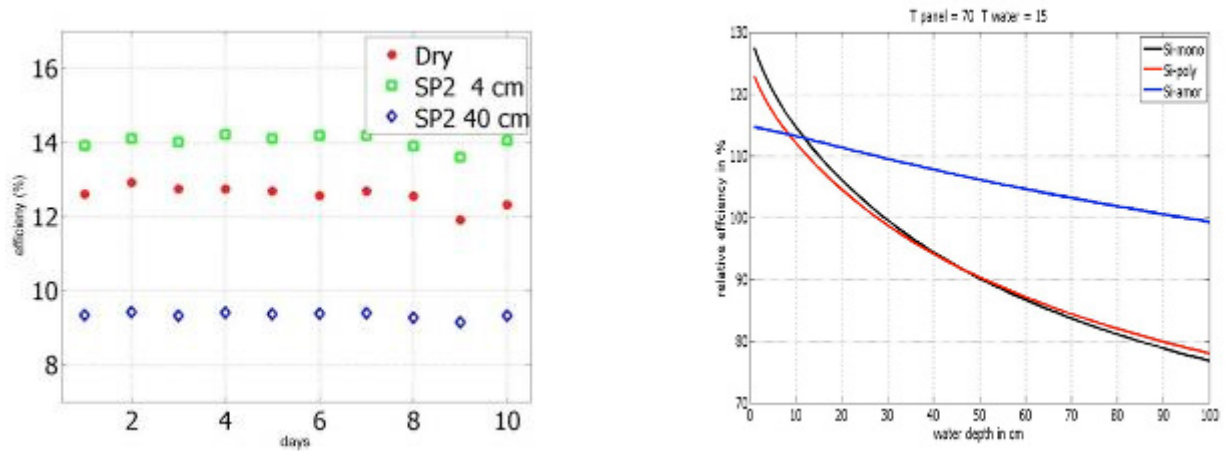 16
14
12
10
8
efficieny (%)
2
4
6
8
10
days
Dry
SP2 4 cm
SP2 40 cm
T panel = 70 T water = 15
130
120
110
100
90
80
70
relative effciency in %
0
10
20
30
40
50
60
70
80
90
100
water depth in cm
Si-mono
Si-poly
Si-amor